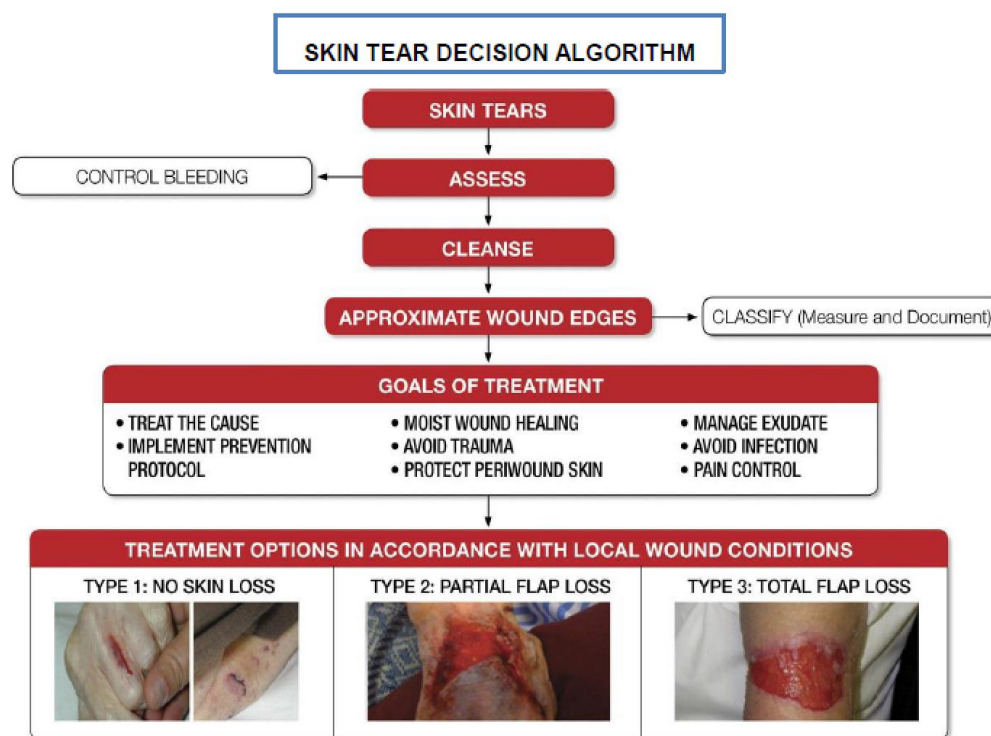 SKIN TEAR DECISION ALGORITHM
SKIN TEARS
CONTROL BLEEDING
ASSESS
CLEANSE
APPROXIMATE WOUND EDGES
CLASSIFY (Measure and Document)
GOALS OF TREATMENT
• TREAT THE CAUSE
• IMPLEMENT PREVENTION
PROTOCOL
• MOIST WOUND HEALING
• AVOID TRAUMA
• PROTECT PERIWOUND SKIN
• MANAGE EXUDATE
• AVOID INFECTION
• PAIN CONTROL
TREATMENT OPTIONS IN ACCORDANCE WITH LOCAL WOUND CONDITIONS
TYPE 1: NO SKIN LOSS
TYPE 2: PARTIAL FLAP LOSS
TYPE 3: TOTAL FLAP LOSS